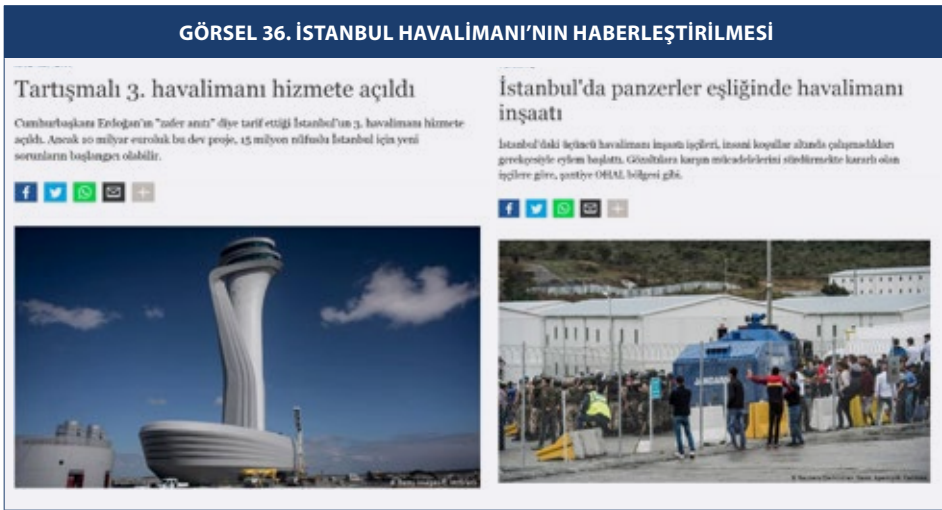 GÖRSEL 36. İSTANBUL HAVALİMANI’NIN HABERLEŞTİRİLMESİ
Tartışmalı 3. havalimanı hizmete açıldı
Cumhurbaşkanı Erdoğan'ın "zafer anıtı" diye tarif ettiği İstanbul'un 3. havalimanı hizmete
açıldı. Ancak 10 milyar euroluk bu dev proje, 15 milyon nüfuslu İstanbul için yeni
sorunların başlangıcı olabilir.
İstanbul'da panzerler eşliğinde havalimanı
inşaatı
İstanbul'daki üçüncü havalimanı inşaatı işçileri, insani koşullar altında çalışmadıkları
gerekçesiyle eylem başlattı. Gözaltılara karşın mücadelelerini sürdürmekte kararlı olan
işçilere göre, şantiye OHAL bölgesi gibi.
JANDARMA